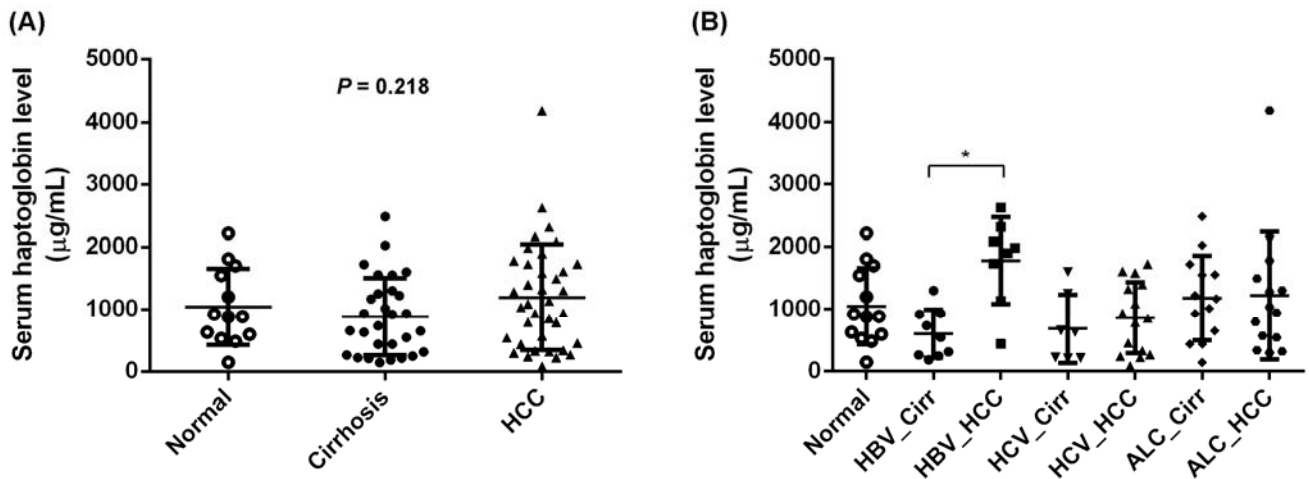 (A)
Serum haptoglobin level
(μg/mL)
5000
4000
3000
2000
1000
0
P = 0.218
Normal
Cirrhosis
HCC
(B)
Serum haptoglobin level
(μg/mL)
5000
4000
3000
2000
1000
0
*
Normal
HBV_Cirr
HBV_HCC
HCV_Cirr
HCV_HCC
ALC_Cirr
ALC_HCC